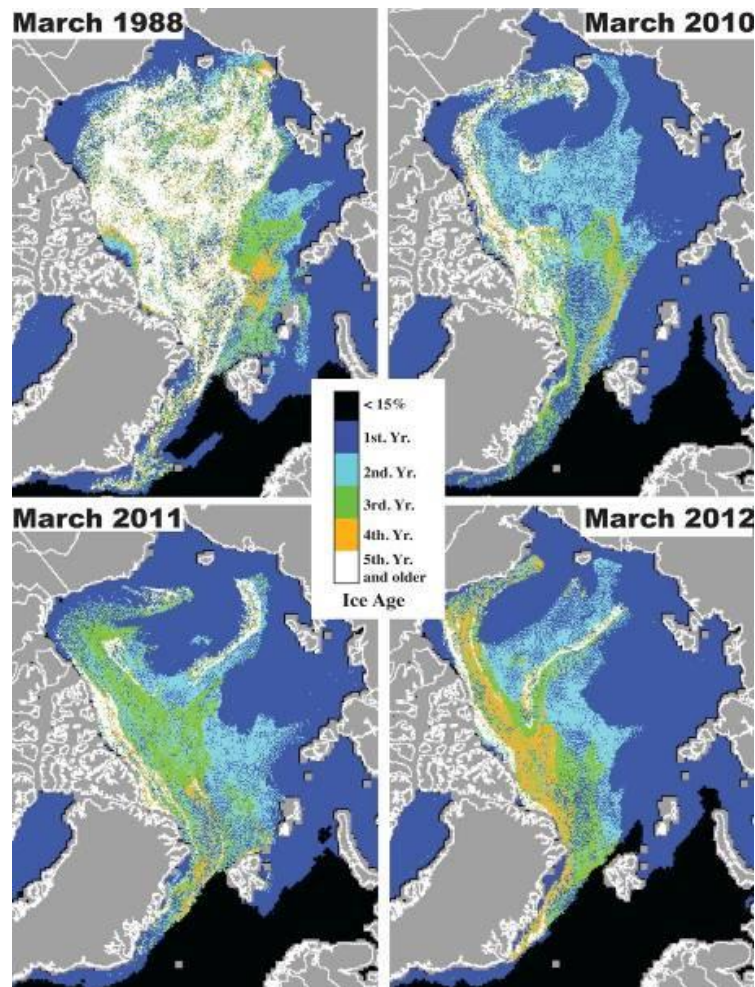 March 1988
March 2010
< 15%
1st. Yr.
2nd. Yr.
3rd. Yr.
4th. Yr.
5th. Yr.
and older
Ice Age
March 2011
March 2012